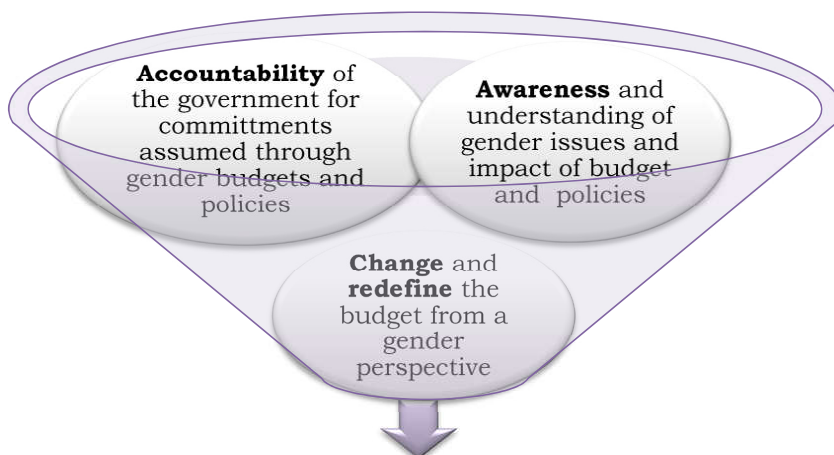 Accountability of
the government for
committments
assumed through
gender budgets and
policies
Awareness and
understanding of
gender issues and
impact of budget
and policies
Change and
redefine the
budget from a
gender
perspective